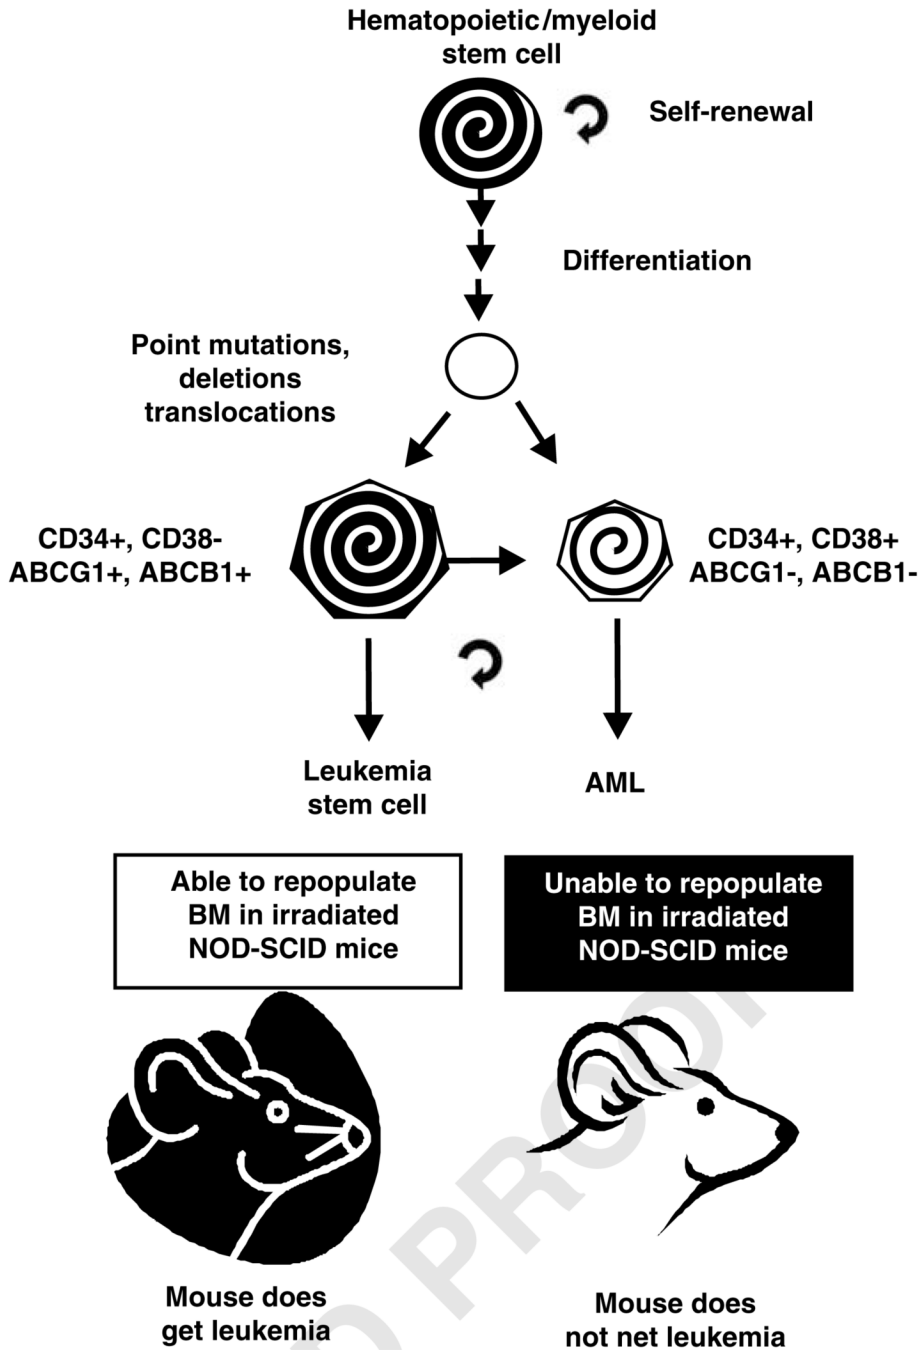 Hematopoietic/myeloid
stem cell
Self-renewal
Differentiation
Point mutations,
deletions
translocations
CD34+, CD38-
ABCG1+, ABCB1+
CD34+, CD38+
ABCG1-, ABCB1-
Leukemia
stem cell
AML
Able to repopulate
BM in irradiated
NOD-SCID mice
Unable to repopulate
BM in irradiated
NOD-SCID mice
Mouse does
get leukemia
Mouse does
not net leukemia